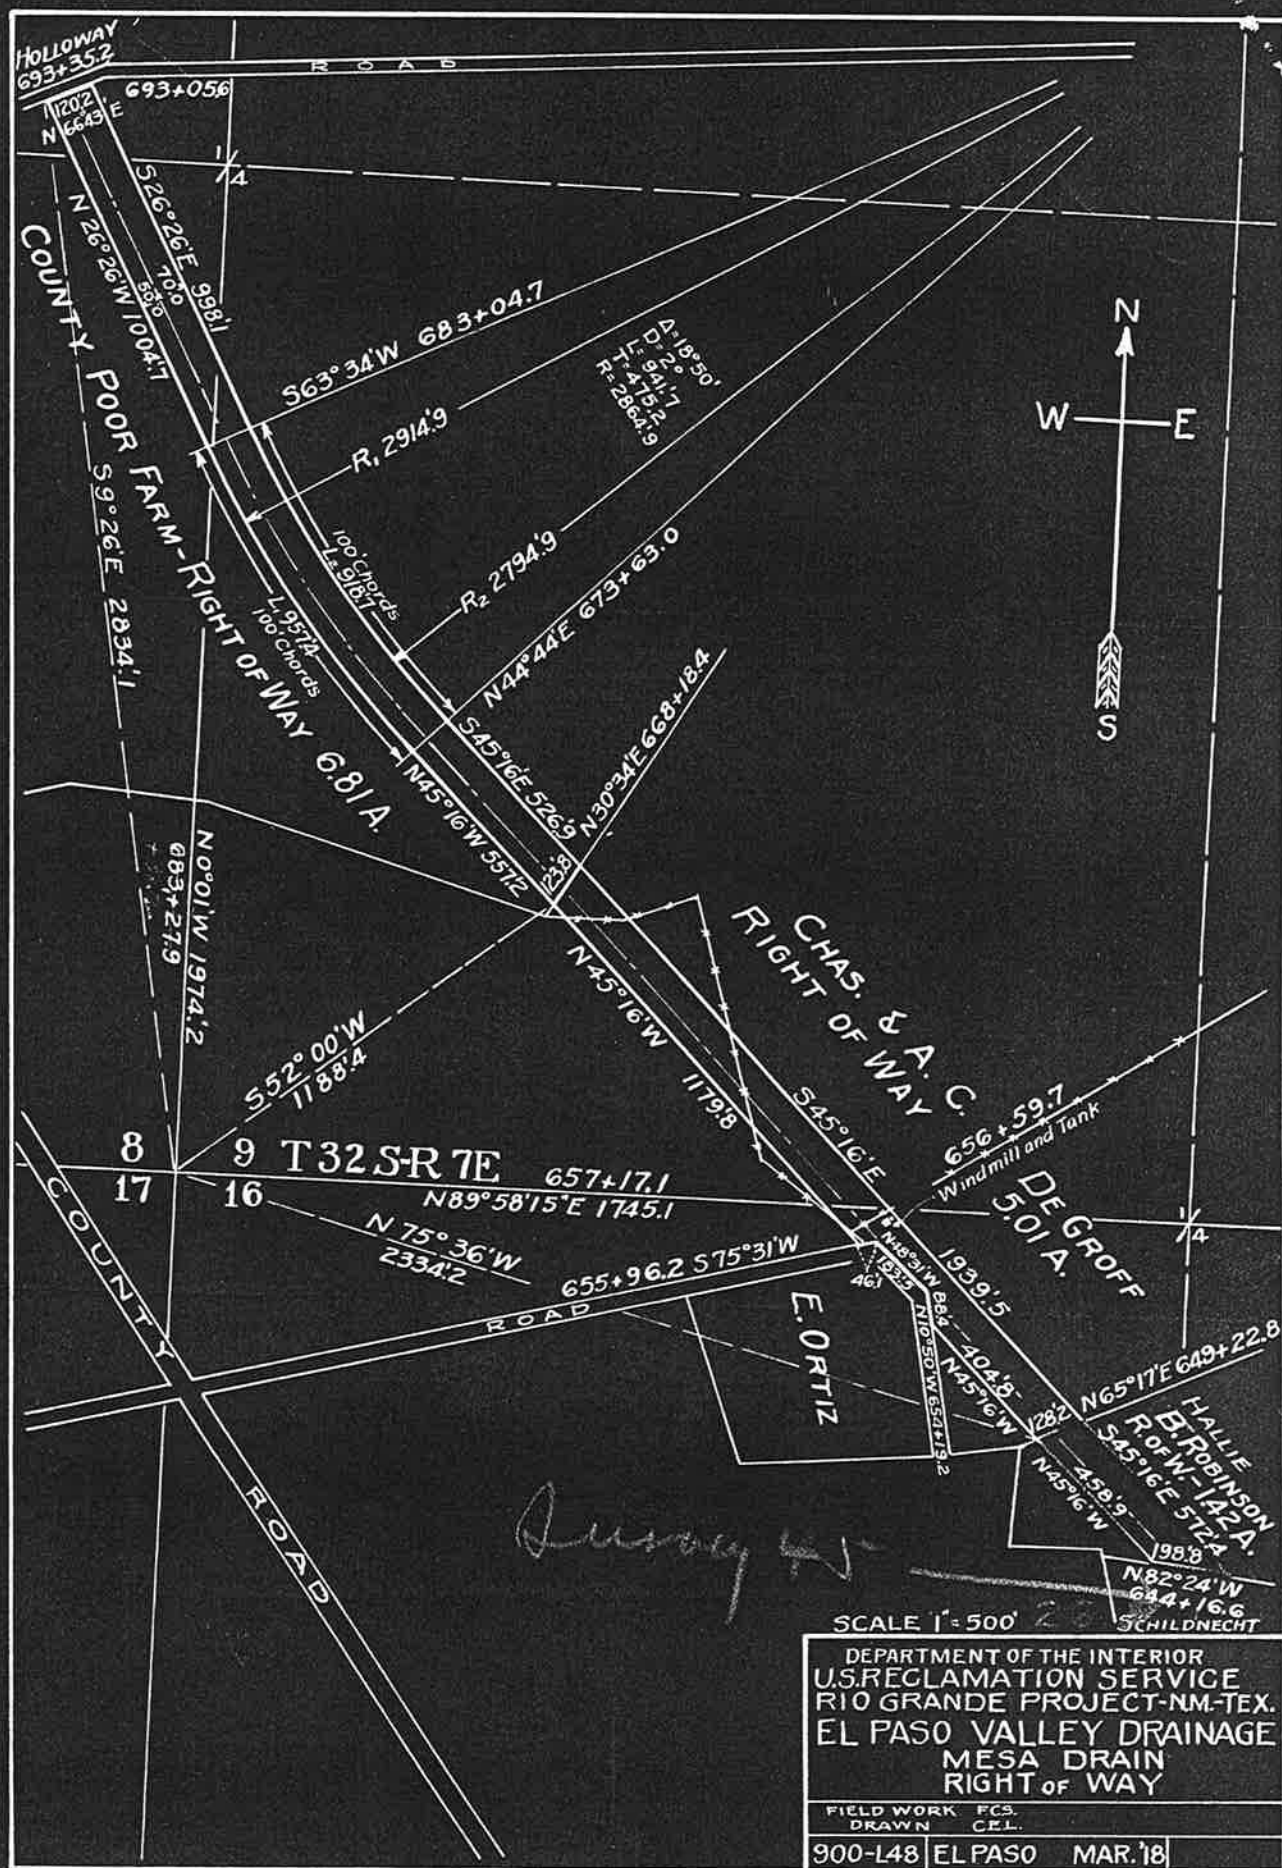 HOLLOWAY
693+35.2
ROAD
693+05.6
120'.2
N 66°43' E
1/4
S26°26'E 998'.1
N 26°26'W 1004'.7
70'.0
50'.0
COUNTY POOR FARM-RIGHT OF WAY 6.81 A.
S9°26'E 2834'.1
S63°34'W 683+04.7
R₁ 2914'.9
Δ=18°50'
D=2°
L=941'.7
T=475'.2
R=2864'.9
N
W E
S
100' Chords
L₂ 918'.7
R₂ 2794'.9
L₁ 957'.4
100' Chords
N44°44'E 673+63.0
S45°16'E 526'.9
N30°34'E 668+18.4
N45°16'W 557'.2
123'.8
N0°01'W 1974'.2
683+27.9
S52°00'W
1188'.4
N45°16'W
1179'.8
CHAS. & A. C.
RIGHT OF WAY
DE GROFF
5.01 A.
S45°16'E
1939'.5
656+59.7
Windmill and Tank
8 9 T32S-R7E
17 16
657+17.1
N89°58'15"E 1745.1
1/4
N75°36'W
2334'.2
655+96.2 S75°31'W
ROAD
46'.1
N48°31'W
183'.5
88.4
E. ORTIZ
N10°50'W 654+19.2
404'.8
N45°16'W
128'.2
N65°17'E 649+22.8
HALLIE
B. ROBINSON
R OF W-1.42 A.
S45°16'E 572'.4
458'.9
N45°16'W
198'.8
N82°24'W
644+16.6
SCHILDNECHT
COUNTY ROAD
Survey
SCALE 1"=500'
DEPARTMENT OF THE INTERIOR
U.S. RECLAMATION SERVICE
RIO GRANDE PROJECT-N.M.-TEX.
EL PASO VALLEY DRAINAGE
MESA DRAIN
RIGHT OF WAY
FIELD WORK F.C.S.
DRAWN C.E.L.
900-L48 EL PASO MAR.'18